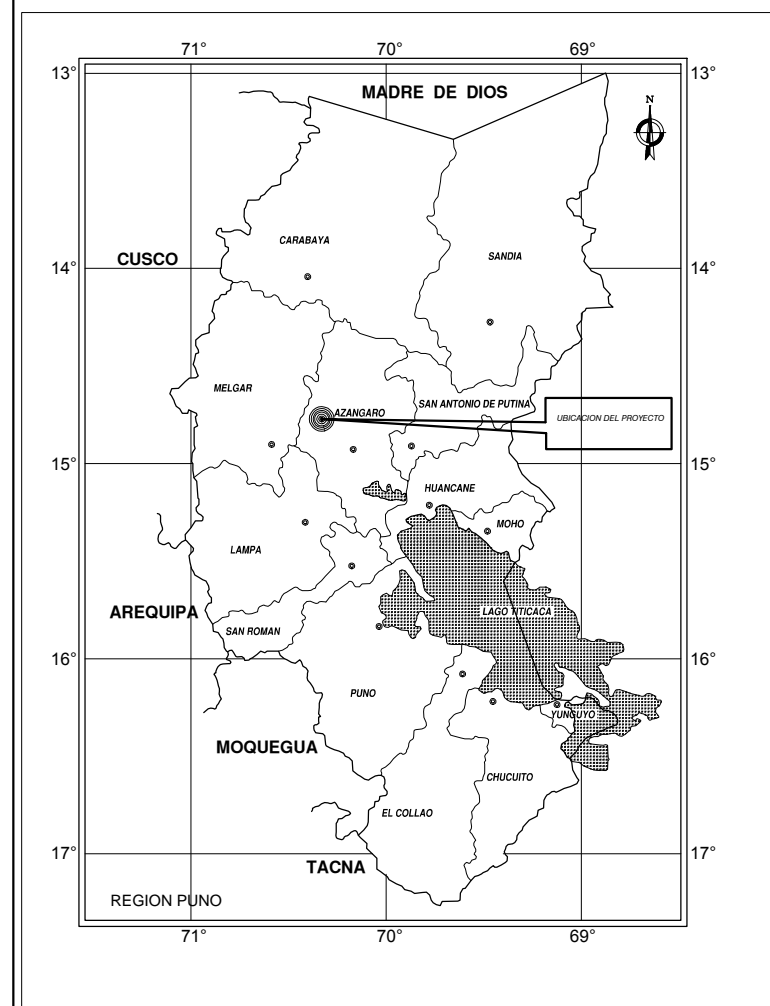 71° 70° 69°
13° 13°
MADRE DE DIOS
N
CARABAYA
SANDIA
CUSCO
14° 14°
MELGAR
SAN ANTONIO DE PUTINA
AZANGARO
UBICACION DEL PROYECTO
15° 15°
HUANCANE
MOHO
LAMPA
AREQUIPA
LAGO TITICACA
SAN ROMAN
16° 16°
PUNO
YUNGUYO
MOQUEGUA
CHUCUITO
EL COLLAO
17° 17°
TACNA
REGION PUNO
71° 70° 69°